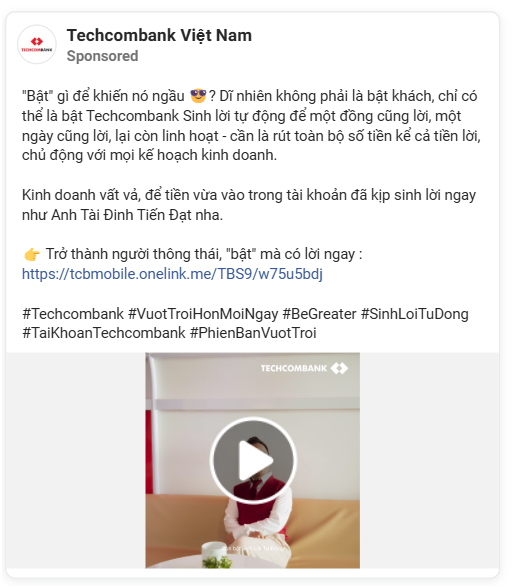 TECHCOMBANK
Techcombank Việt Nam
Sponsored
"Bật" gì để khiến nó ngầu 😎? Dĩ nhiên không phải là bật khách, chỉ có
thể là bật Techcombank Sinh lời tự động để một đồng cũng lời, một
ngày cũng lời, lại còn linh hoạt - cần là rút toàn bộ số tiền kể cả tiền lời,
chủ động với mọi kế hoạch kinh doanh.
Kinh doanh vất vả, để tiền vừa vào trong tài khoản đã kịp sinh lời ngay
như Anh Tài Đinh Tiến Đạt nha.
👉 Trở thành người thông thái, "bật" mà có lời ngay :
https://tcbmobile.onelink.me/TBS9/w75u5bdj
#Techcombank #VuotTroiHonMoiNgay #BeGreater #SinhLoiTuDong
#TaiKhoanTechcombank #PhienBanVuotTroi
TECHCOMBANK